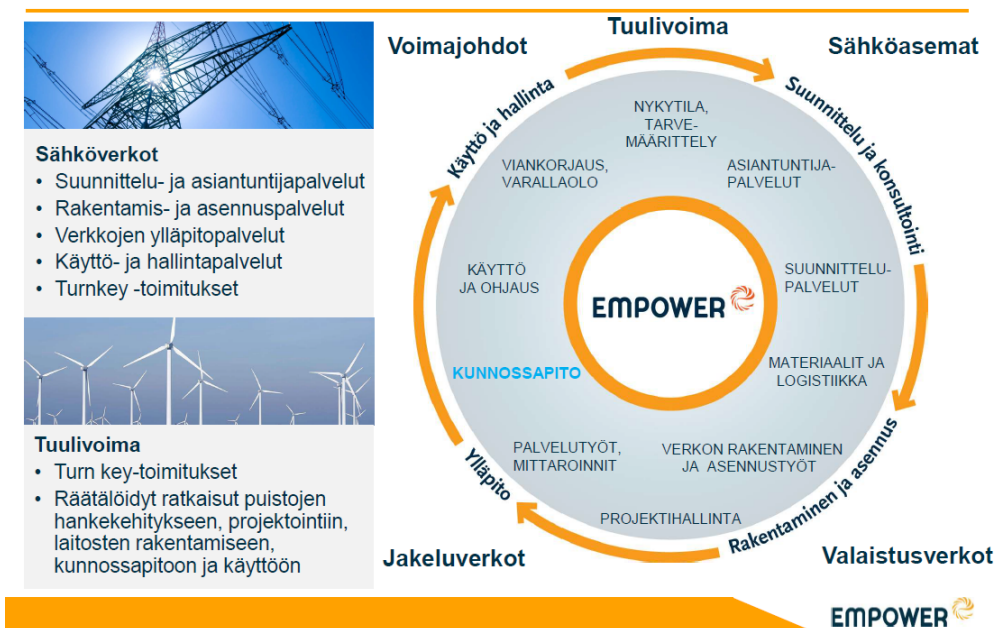 Sähköverkot
• Suunnittelu- ja asiantuntijapalvelut
• Rakentamis- ja asennuspalvelut
• Verkkojen ylläpitopalvelut
• Käyttö- ja hallintapalvelut
• Turnkey -toimitukset
Tuulivoima
• Turn key-toimitukset
• Räätälöidyt ratkaisut puistojen
hankekehitykseen, projektointiin,
laitosten rakentamiseen,
kunnossapitoon ja käyttöön
Voimajohdot
Tuulivoima
Sähköasemat
Käyttö ja hallinta
Suunnittelu ja konsultointi
Rakentaminen ja asennus
Ylläpito
NYKYTILA,
TARVE-
MÄÄRITTELY
ASIANTUNTIJA-
PALVELUT
SUUNNITTELU-
PALVELUT
MATERIAALIT JA
LOGISTIIKKA
VERKON RAKENTAMINEN
JA ASENNUSTYÖT
PROJEKTIHALLINTA
PALVELUTYÖT,
MITTAROINNIT
KUNNOSSAPITO
KÄYTTÖ
JA OHJAUS
VIANKORJAUS,
VARALLAOLO
EMPOWER
Jakeluverkot
Valaistusverkot
EMPOWER